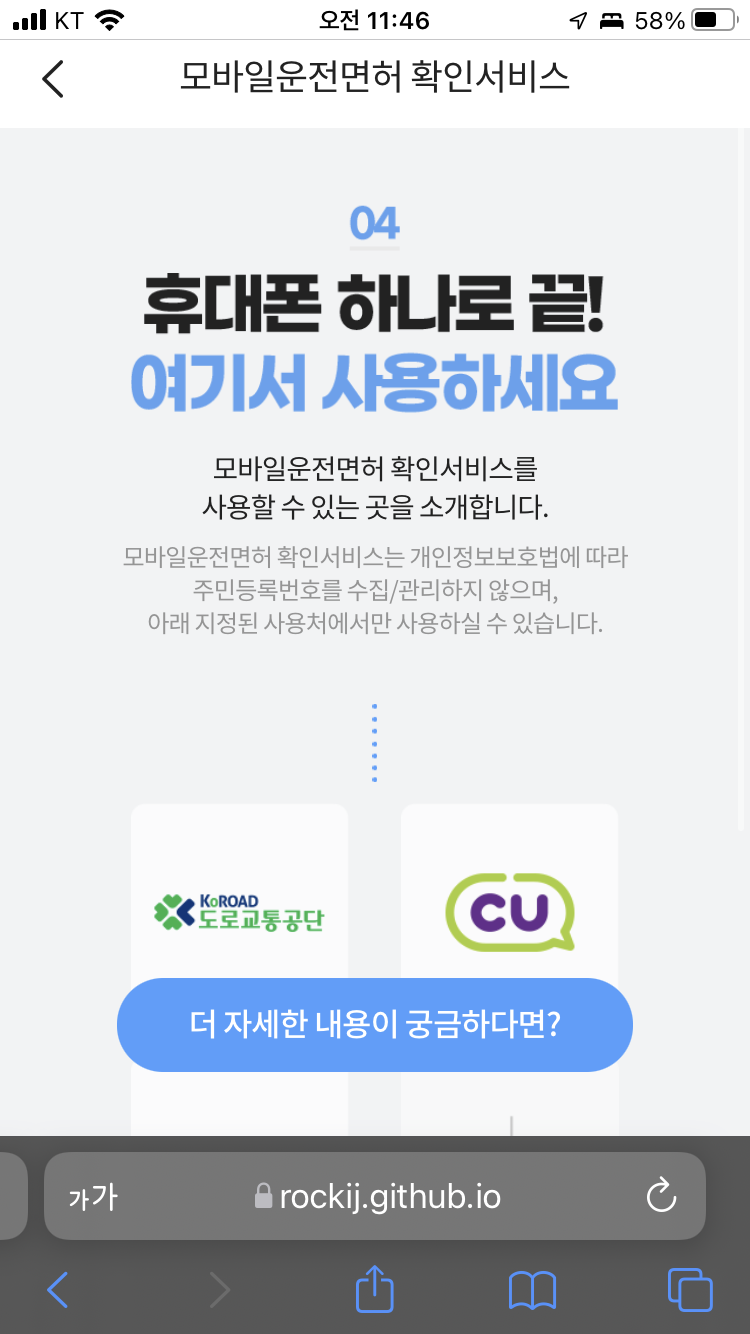 KT 오전 11:46 58%
모바일운전면허 확인서비스
04
휴대폰 하나로 끝!
여기서 사용하세요
모바일운전면허 확인서비스를
사용할 수 있는 곳을 소개합니다.
모바일운전면허 확인서비스는 개인정보보호법에 따라
주민등록번호를 수집/관리하지 않으며,
아래 지정된 사용처에서만 사용하실 수 있습니다.
KoROAD
도로교통공단
CU
더 자세한 내용이 궁금하다면?
가가 rockij.github.io